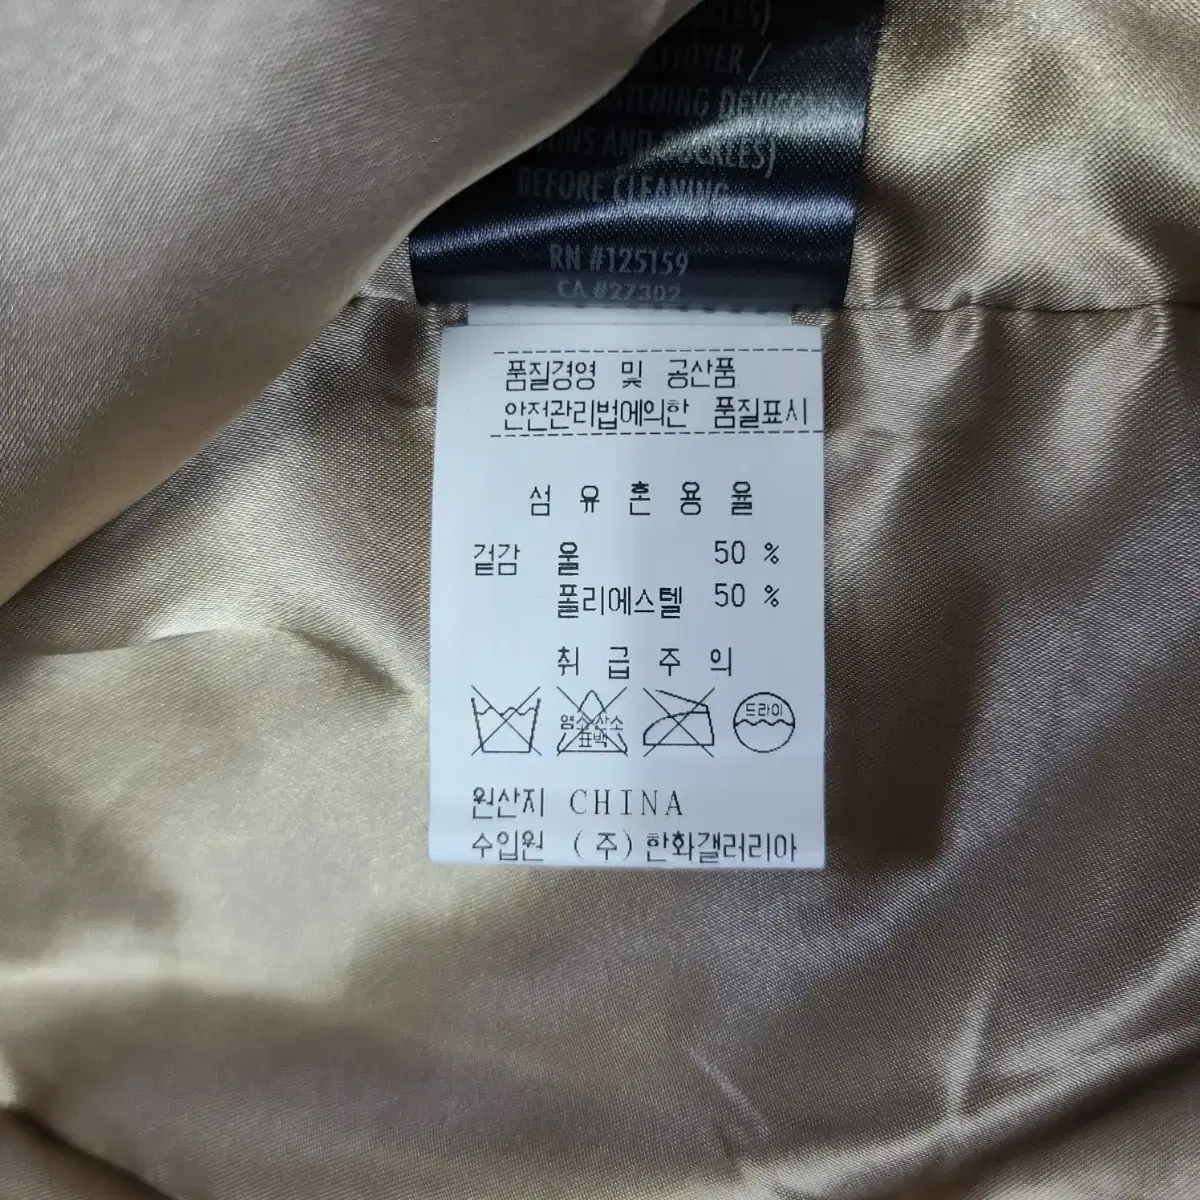 BEFORE CLEANING
RN #125159
CA #27302
품질경영 및 공산품
안전관리법에의한 품질표시
섬 유 혼 용 율
겉감 울 50 %
폴리에스텔 50 %
취 급 주 의
염소산소
표백
드라이
원산지 CHINA
수입원 (주)한화갤러리아